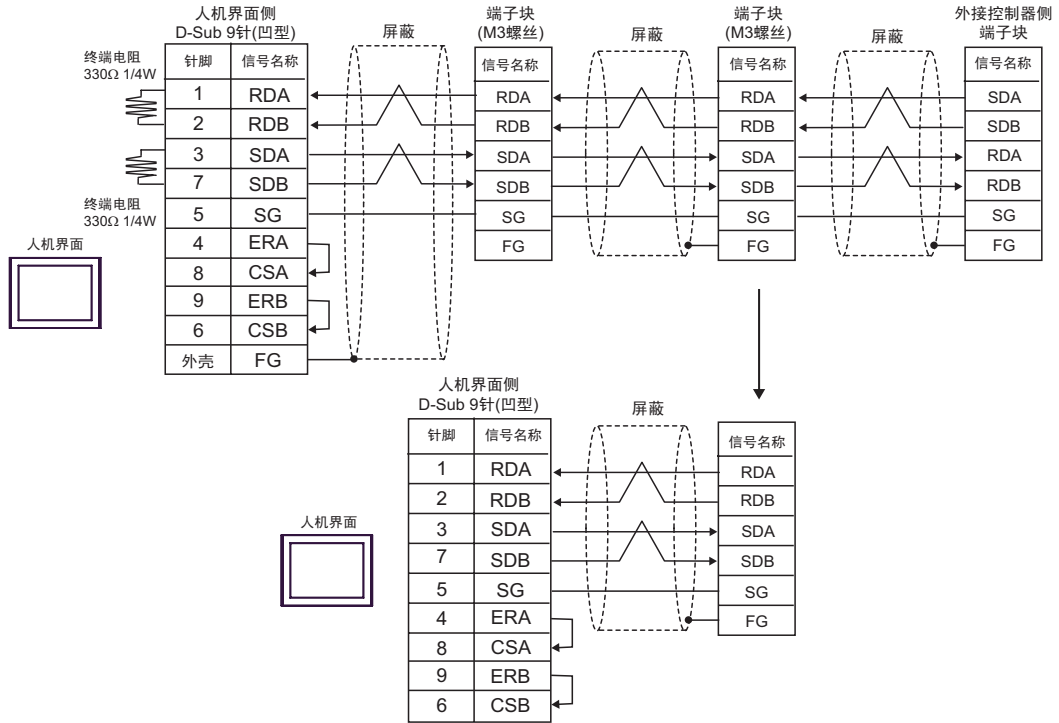 人机界面侧
D-Sub 9针(凹型)
屏蔽
端子块
(M3螺丝)
屏蔽
端子块
(M3螺丝)
屏蔽
外接控制器侧
端子块
终端电阻
330Ω 1/4W
针脚 信号名称
1 RDA
2 RDB
3 SDA
7 SDB
5 SG
4 ERA
8 CSA
9 ERB
6 CSB
外壳 FG
终端电阻
330Ω 1/4W
人机界面
信号名称
RDA
RDB
SDA
SDB
SG
FG
信号名称
RDA
RDB
SDA
SDB
SG
FG
信号名称
SDA
SDB
RDA
RDB
SG
FG
人机界面侧
D-Sub 9针(凹型)
屏蔽
针脚 信号名称
1 RDA
2 RDB
3 SDA
7 SDB
5 SG
4 ERA
8 CSA
9 ERB
6 CSB
人机界面
信号名称
RDA
RDB
SDA
SDB
SG
FG